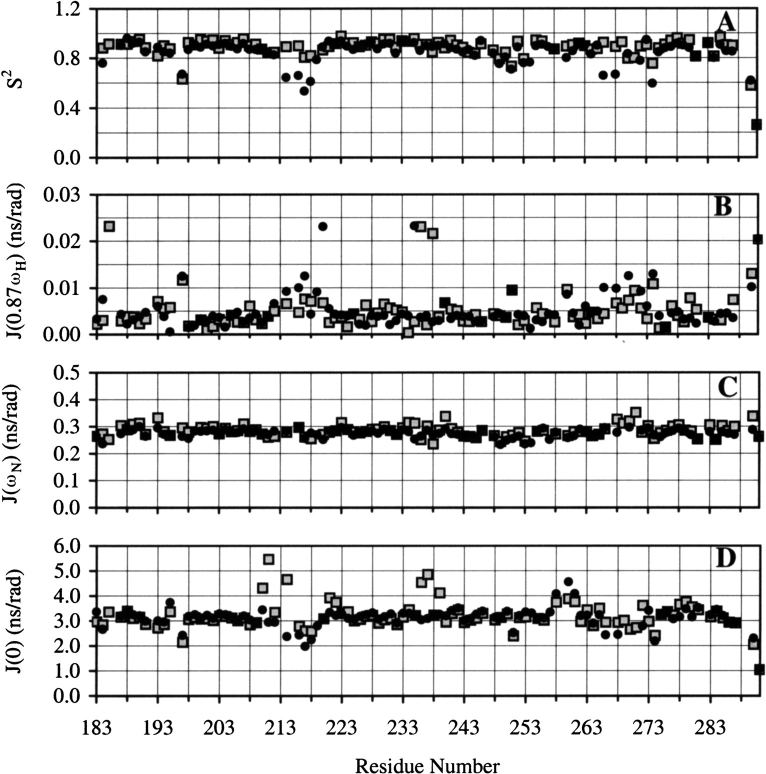 A
S²
1.2
0.8
0.4
0.0
B
J(0.87ωH) (ns/rad)
0.03
0.02
0.01
0.00
C
J(ωN) (ns/rad)
0.5
0.4
0.3
0.2
0.1
0.0
D
J(0) (ns/rad)
6.0
5.0
4.0
3.0
2.0
1.0
0.0
183 193 203 213 223 233 243 253 263 273 283
Residue Number